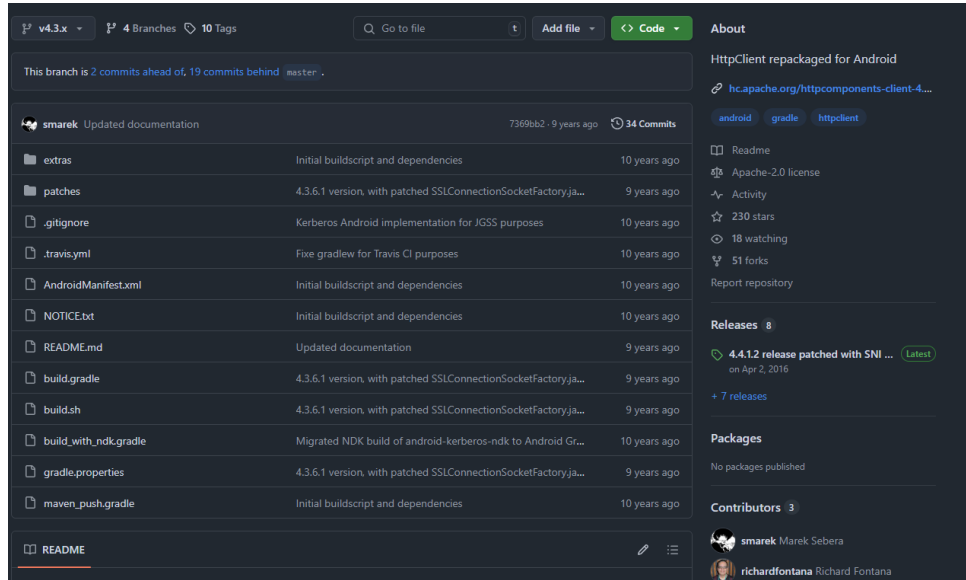 v4.3.x 4 Branches 10 Tags Go to file t Add file Code
This branch is 2 commits ahead of, 19 commits behind master .
smarek Updated documentation 7369bb2 · 9 years ago 34 Commits
extras Initial buildscript and dependencies 10 years ago
patches 4.3.6.1 version, with patched SSLConnectionSocketFactory.ja... 9 years ago
.gitignore Kerberos Android implementation for JGSS purposes 10 years ago
.travis.yml Fixe gradlew for Travis CI purposes 10 years ago
AndroidManifest.xml Initial buildscript and dependencies 10 years ago
NOTICE.txt Initial buildscript and dependencies 10 years ago
README.md Updated documentation 9 years ago
build.gradle 4.3.6.1 version, with patched SSLConnectionSocketFactory.ja... 9 years ago
build.sh 4.3.6.1 version, with patched SSLConnectionSocketFactory.ja... 9 years ago
build_with_ndk.gradle Migrated NDK build of android-kerberos-ndk to Android Gr... 10 years ago
gradle.properties 4.3.6.1 version, with patched SSLConnectionSocketFactory.ja... 9 years ago
maven_push.gradle Initial buildscript and dependencies 10 years ago
README
About
HttpClient repackaged for Android
hc.apache.org/httpcomponents-client-4....
android gradle httpclient
Readme
Apache-2.0 license
Activity
230 stars
18 watching
51 forks
Report repository
Releases 8
4.4.1.2 release patched with SNI ... Latest
on Apr 2, 2016
+ 7 releases
Packages
No packages published
Contributors 3
smarek Marek Sebera
richardfontana Richard Fontana